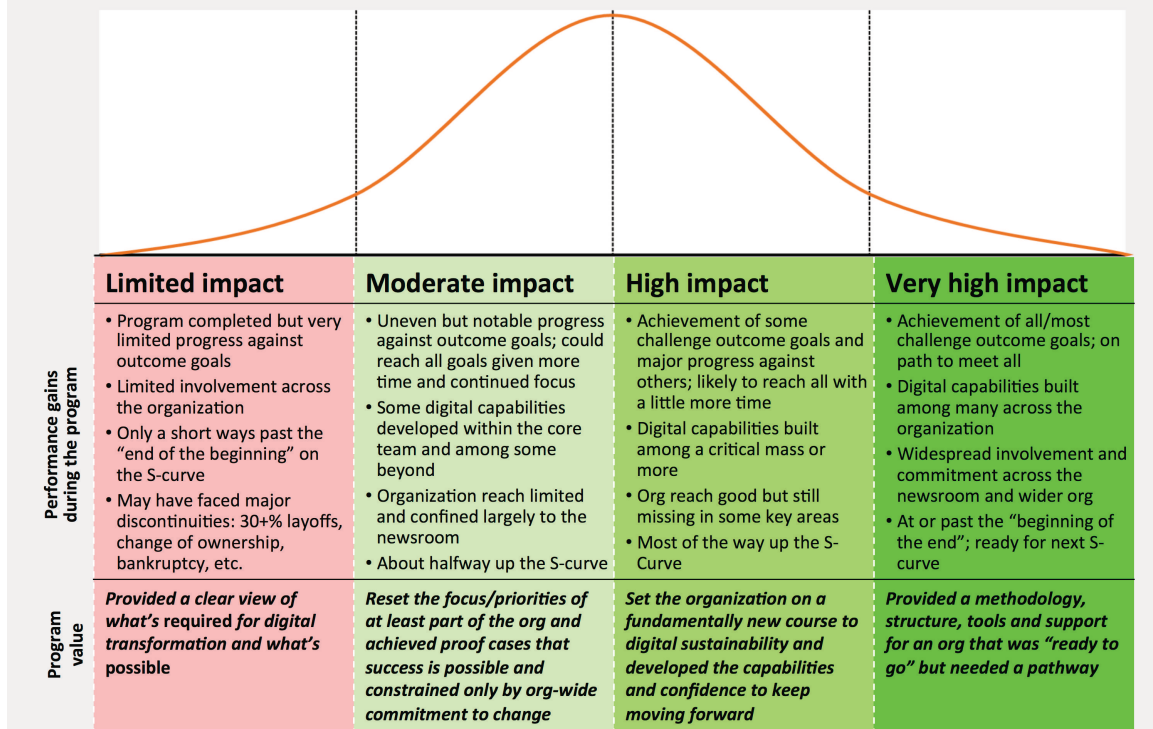 Limited impact
Moderate impact
High impact
Very high impact
Performance gains
during the program
• Program completed but very
limited progress against
outcome goals
• Limited involvement across
the organization
• Only a short ways past the
“end of the beginning” on
the S-curve
• May have faced major
discontinuities: 30+% layoffs,
change of ownership,
bankruptcy, etc.
• Uneven but notable progress
against outcome goals; could
reach all goals given more
time and continued focus
• Some digital capabilities
developed within the core
team and among some
beyond
• Organization reach limited
and confined largely to the
newsroom
• About halfway up the S-curve
• Achievement of some
challenge outcome goals and
major progress against
others; likely to reach all with
a little more time
• Digital capabilities built
among a critical mass or
more
• Org reach good but still
missing in some key areas
• Most of the way up the S-
Curve
• Achievement of all/most
challenge outcome goals; on
path to meet all
• Digital capabilities built
among many across the
organization
• Widespread involvement and
commitment across the
newsroom and wider org
• At or past the “beginning of
the end”; ready for next S-
curve
Program
value
Provided a clear view of
what’s required for digital
transformation and what’s
possible
Reset the focus/priorities of
at least part of the org and
achieved proof cases that
success is possible and
constrained only by org-wide
commitment to change
Set the organization on a
fundamentally new course to
digital sustainability and
developed the capabilities
and confidence to keep
moving forward
Provided a methodology,
structure, tools and support
for an org that was “ready to
go” but needed a pathway